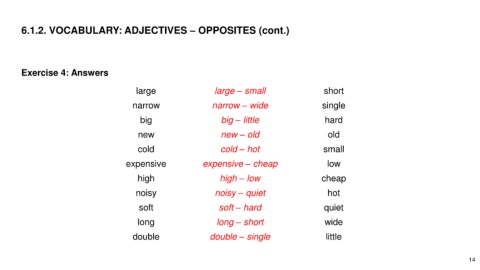 6.1.2. VOCABULARY: ADJECTIVES – OPPOSITES (cont.)
Exercise 4: Answers
large large – small short
narrow narrow – wide single
big big – little hard
new new – old old
cold cold – hot small
expensive expensive – cheap low
high high – low cheap
noisy noisy – quiet hot
soft soft – hard quiet
long long – short wide
double double – single little
14